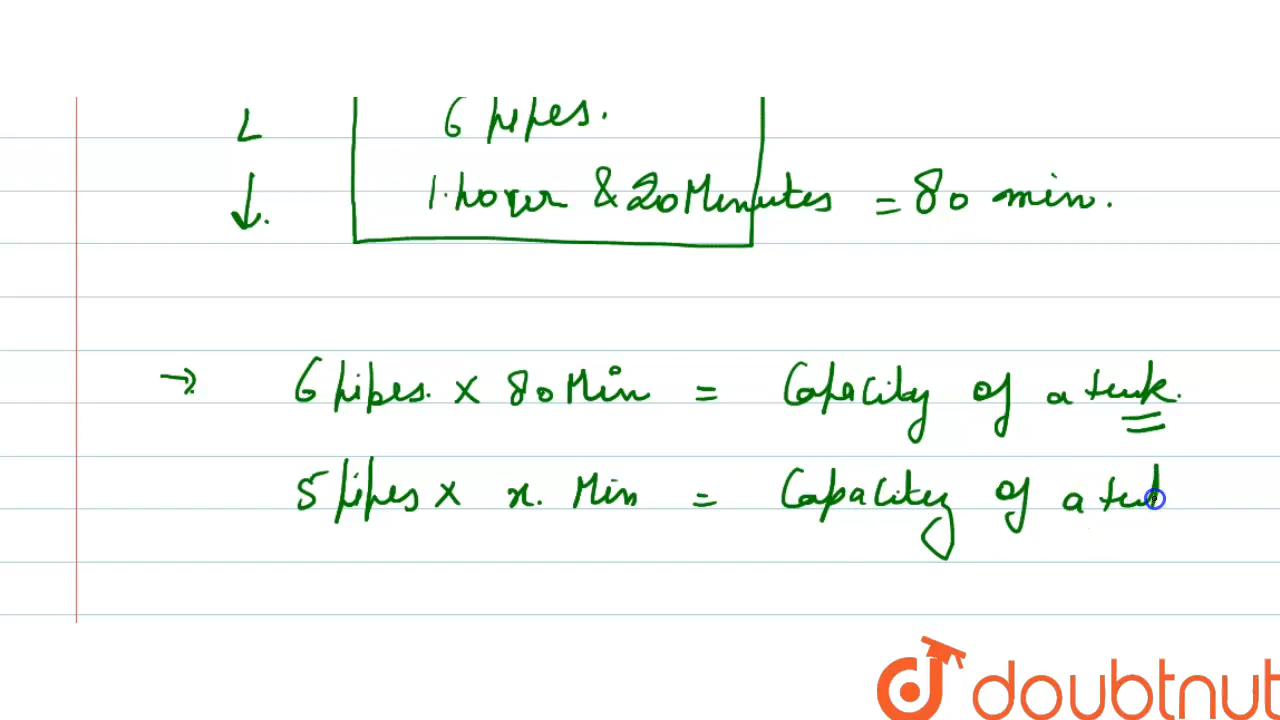 6 pipes.
1.hour & 20 Minutes = 80 min.
→ 6 pipes. × 80 Min = Capacity of a tank.
5 pipes × x. Min = Capacity of a tan
doubtnut